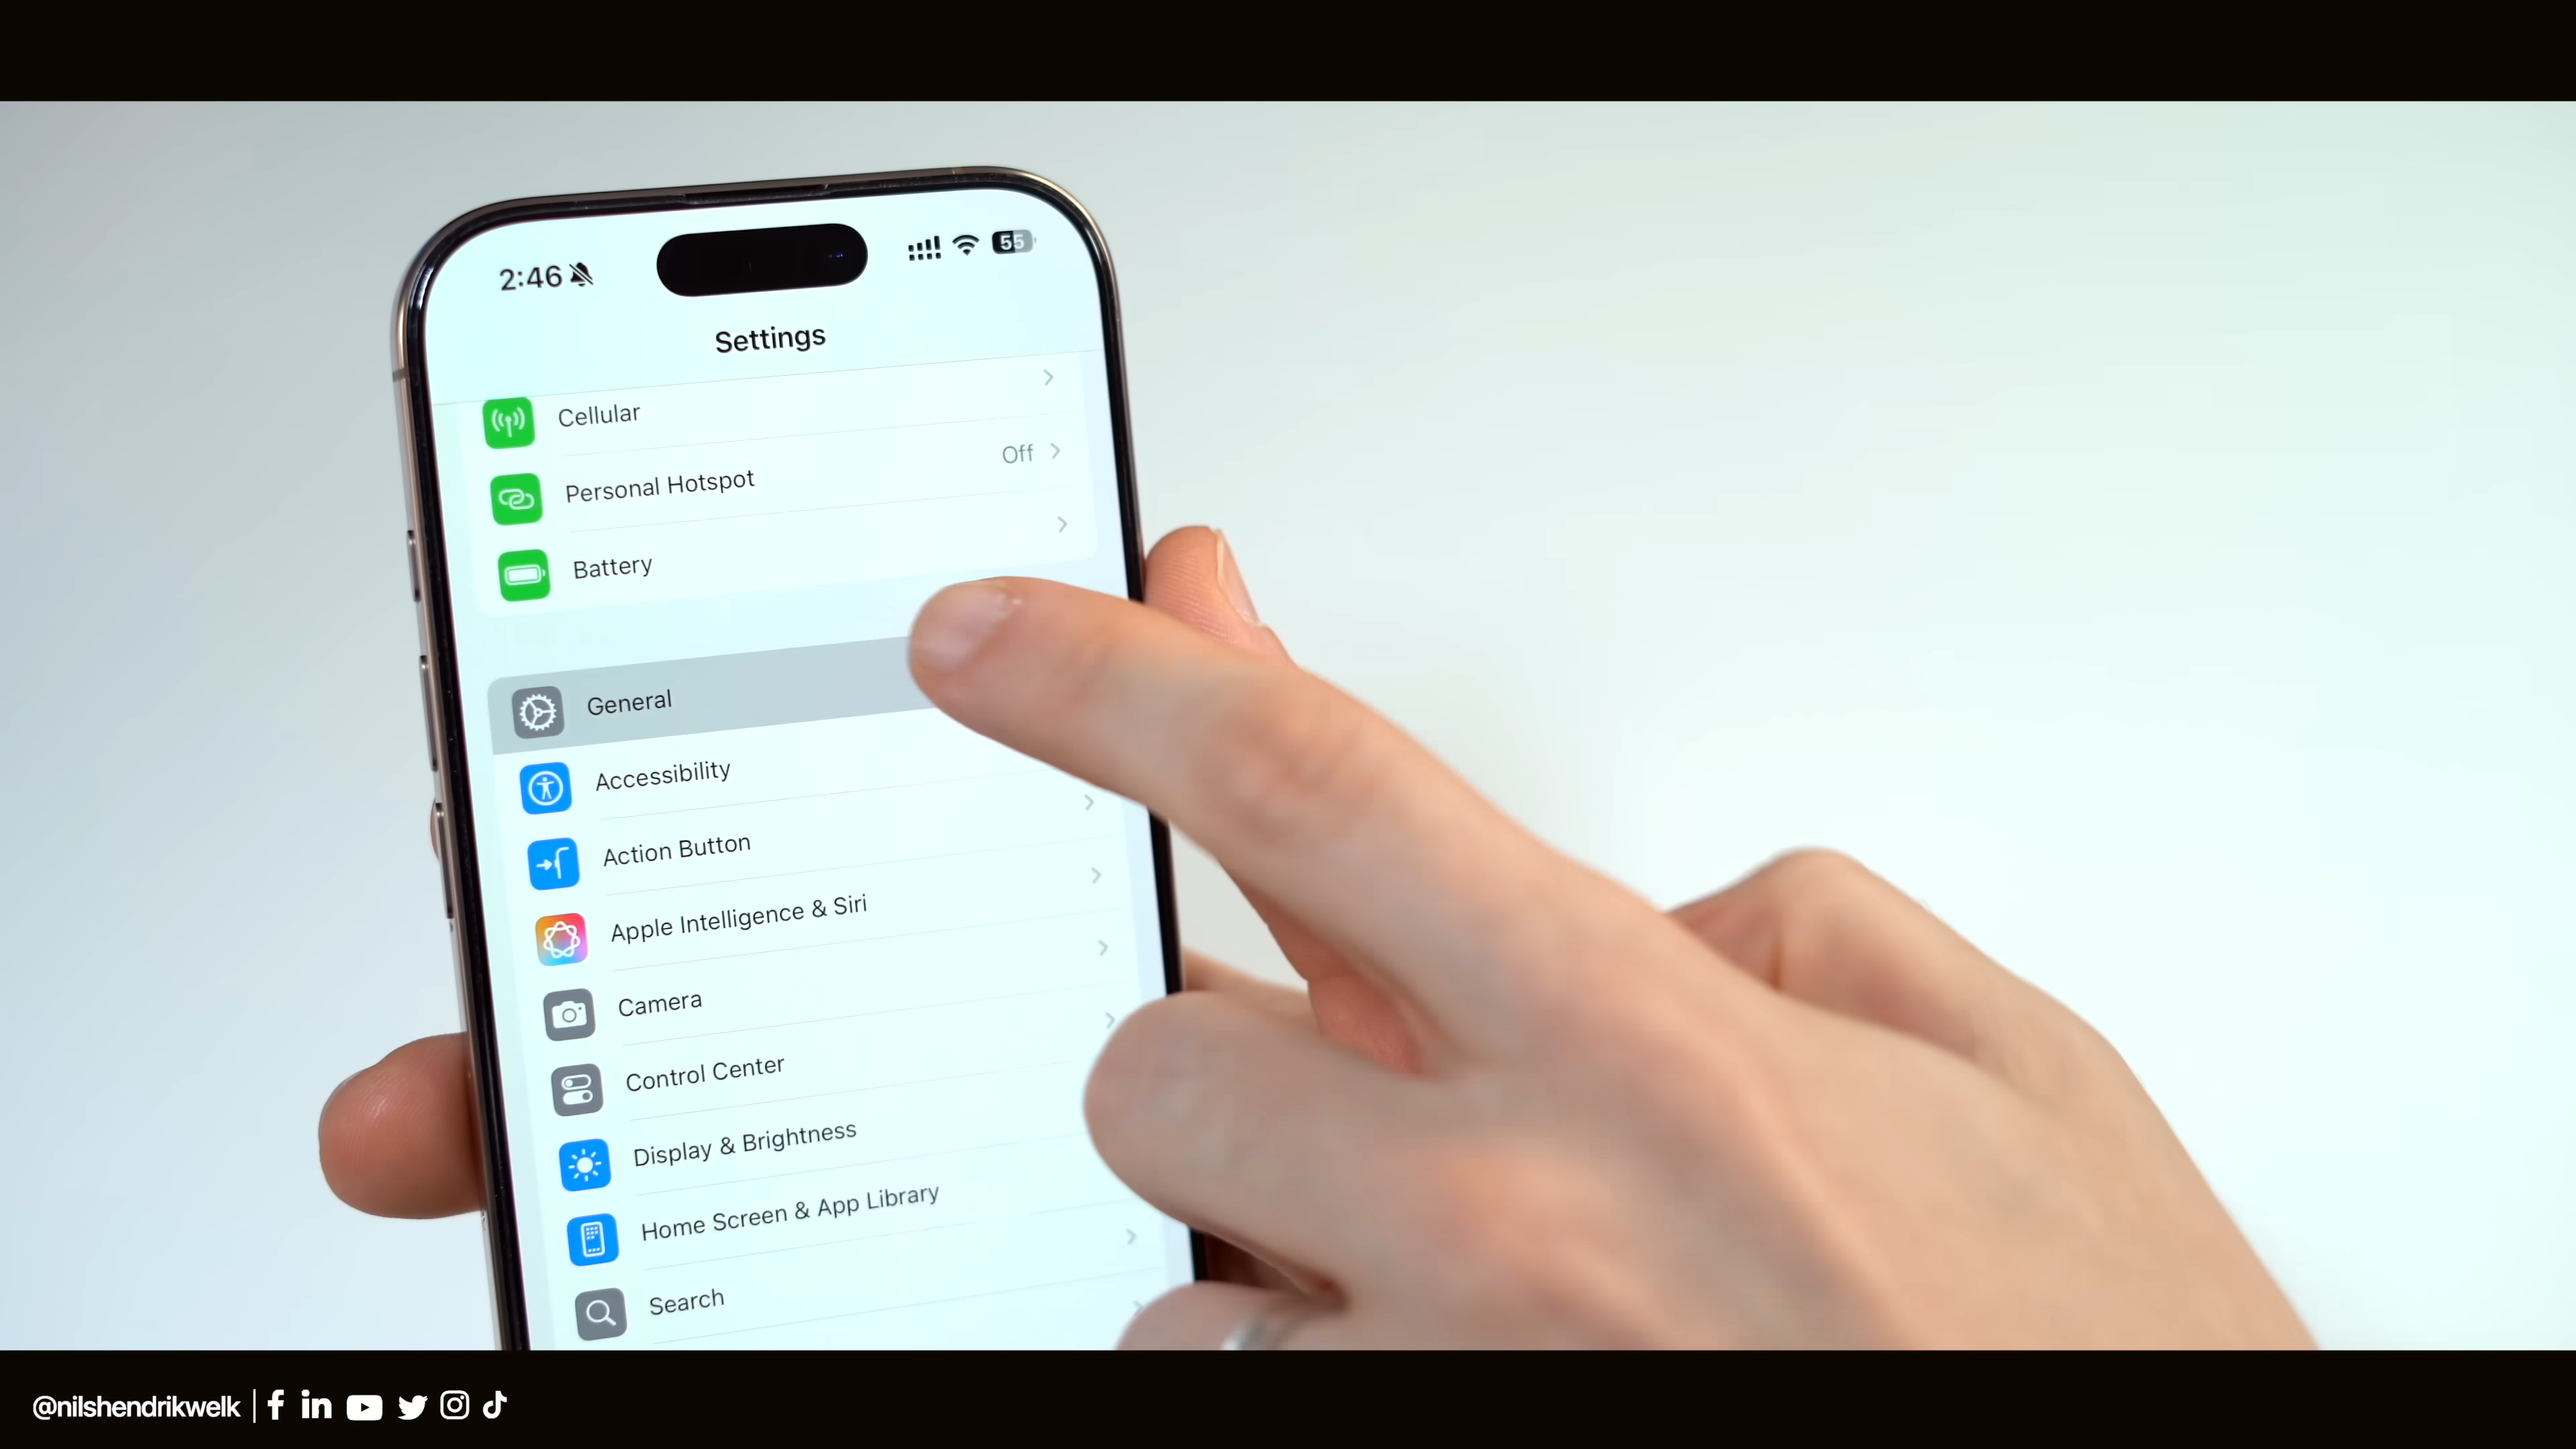 2:46
55
Settings
Cellular
Personal Hotspot Off
Battery
General
Accessibility
Action Button
Apple Intelligence & Siri
Camera
Control Center
Display & Brightness
Home Screen & App Library
Search
@nilshendrikwelk